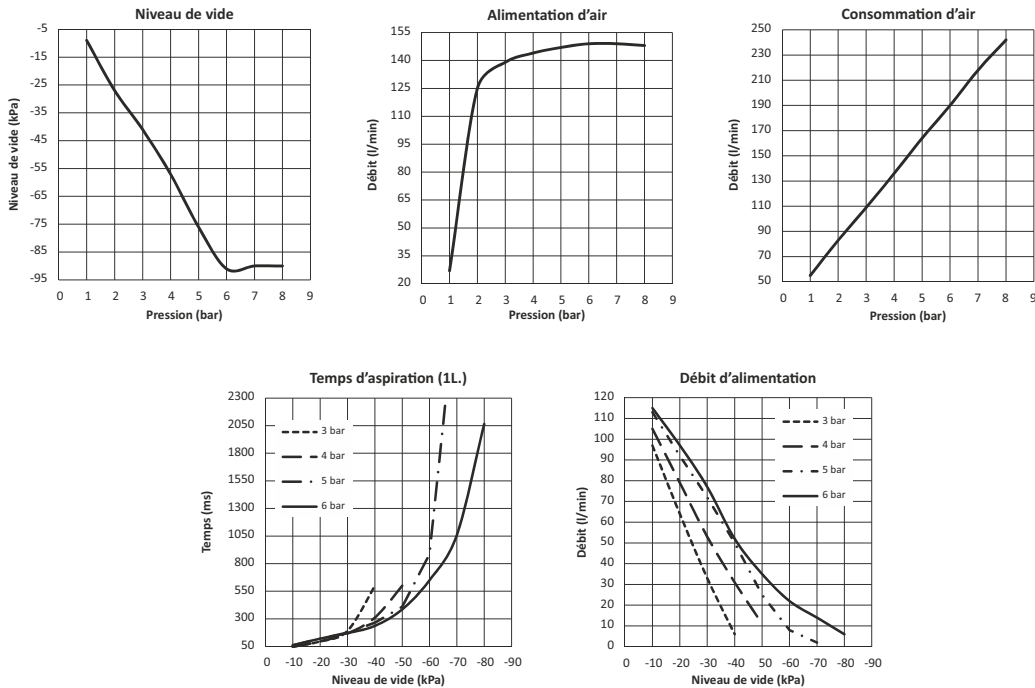 Niveau de vide
Niveau de vide (kPa)
-5
-15
-25
-35
-45
-55
-65
-75
-85
-95
0 1 2 3 4 5 6 7 8 9
Pression (bar)
Alimentation d'air
Débit (l/min)
155
140
125
110
95
80
65
50
35
20
0 1 2 3 4 5 6 7 8 9
Pression (bar)
Consommation d'air
Débit (l/min)
250
230
210
190
170
150
130
110
90
70
50
0 1 2 3 4 5 6 7 8 9
Pression (bar)
Temps d'aspiration (1L.)
Temps (ms)
2300
2050
1800
1550
1300
1050
800
550
300
50
3 bar
4 bar
5 bar
6 bar
0 -10 -20 -30 -40 -50 -60 -70 -80 -90
Niveau de vide (kPa)
Débit d'alimentation
Débit (l/min)
120
110
100
90
80
70
60
50
40
30
20
10
0
3 bar
4 bar
5 bar
6 bar
0 -10 -20 -30 -40 50 -60 -70 -80 -90
Niveau de vide (kPa)